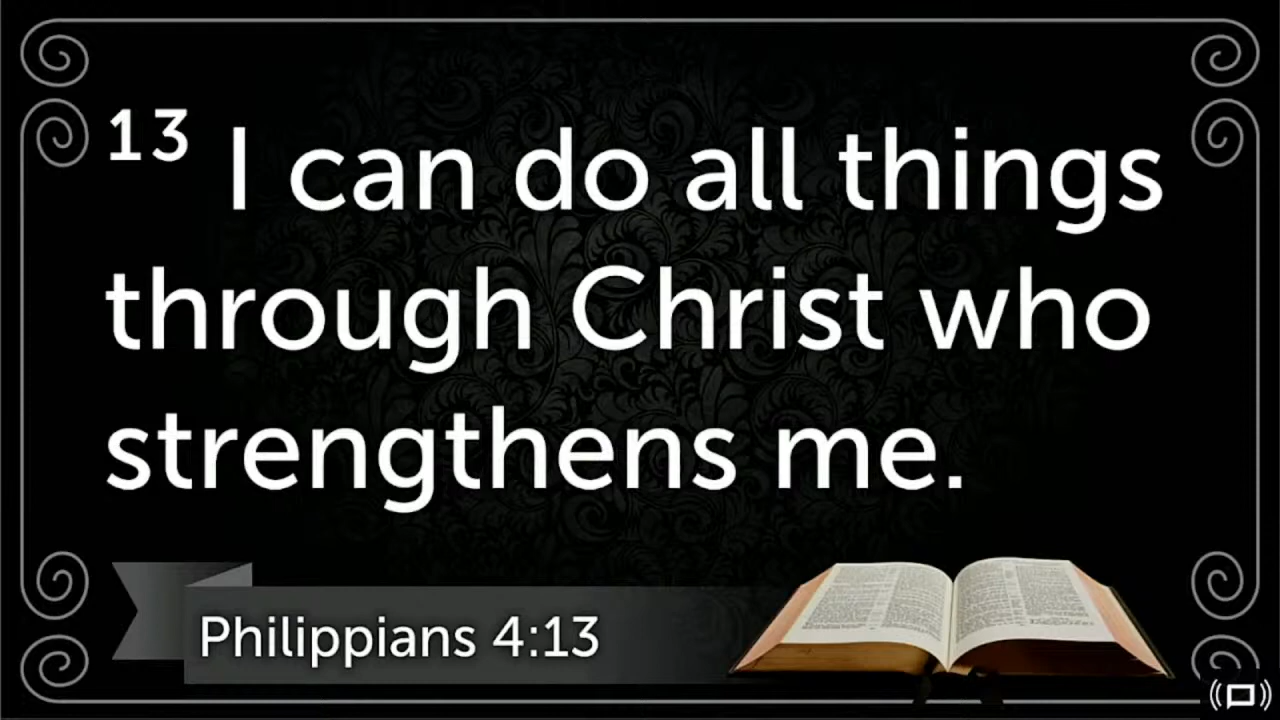 13 I can do all things
through Christ who
strengthens me.
Philippians 4:13